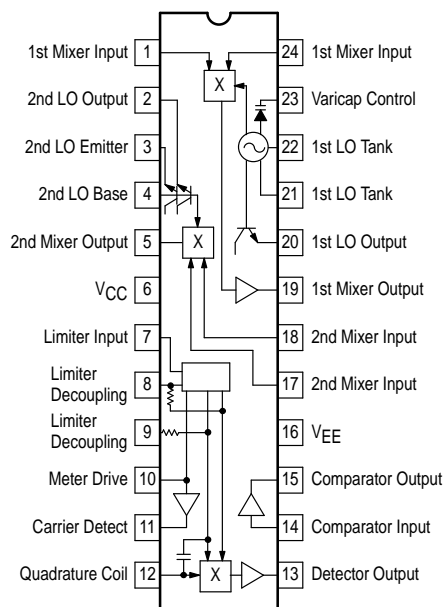 1st Mixer Input 1 24 1st Mixer Input
X
2nd LO Output 2 23 Varicap Control
2nd LO Emitter 3 22 1st LO Tank
2nd LO Base 4 21 1st LO Tank
2nd Mixer Output 5 X 20 1st LO Output
VCC 6 19 1st Mixer Output
Limiter Input 7 18 2nd Mixer Input
Limiter
Decoupling 8 17 2nd Mixer Input
Limiter
Decoupling 9 16 VEE
Meter Drive 10 15 Comparator Output
Carrier Detect 11 14 Comparator Input
Quadrature Coil 12 X 13 Detector Output